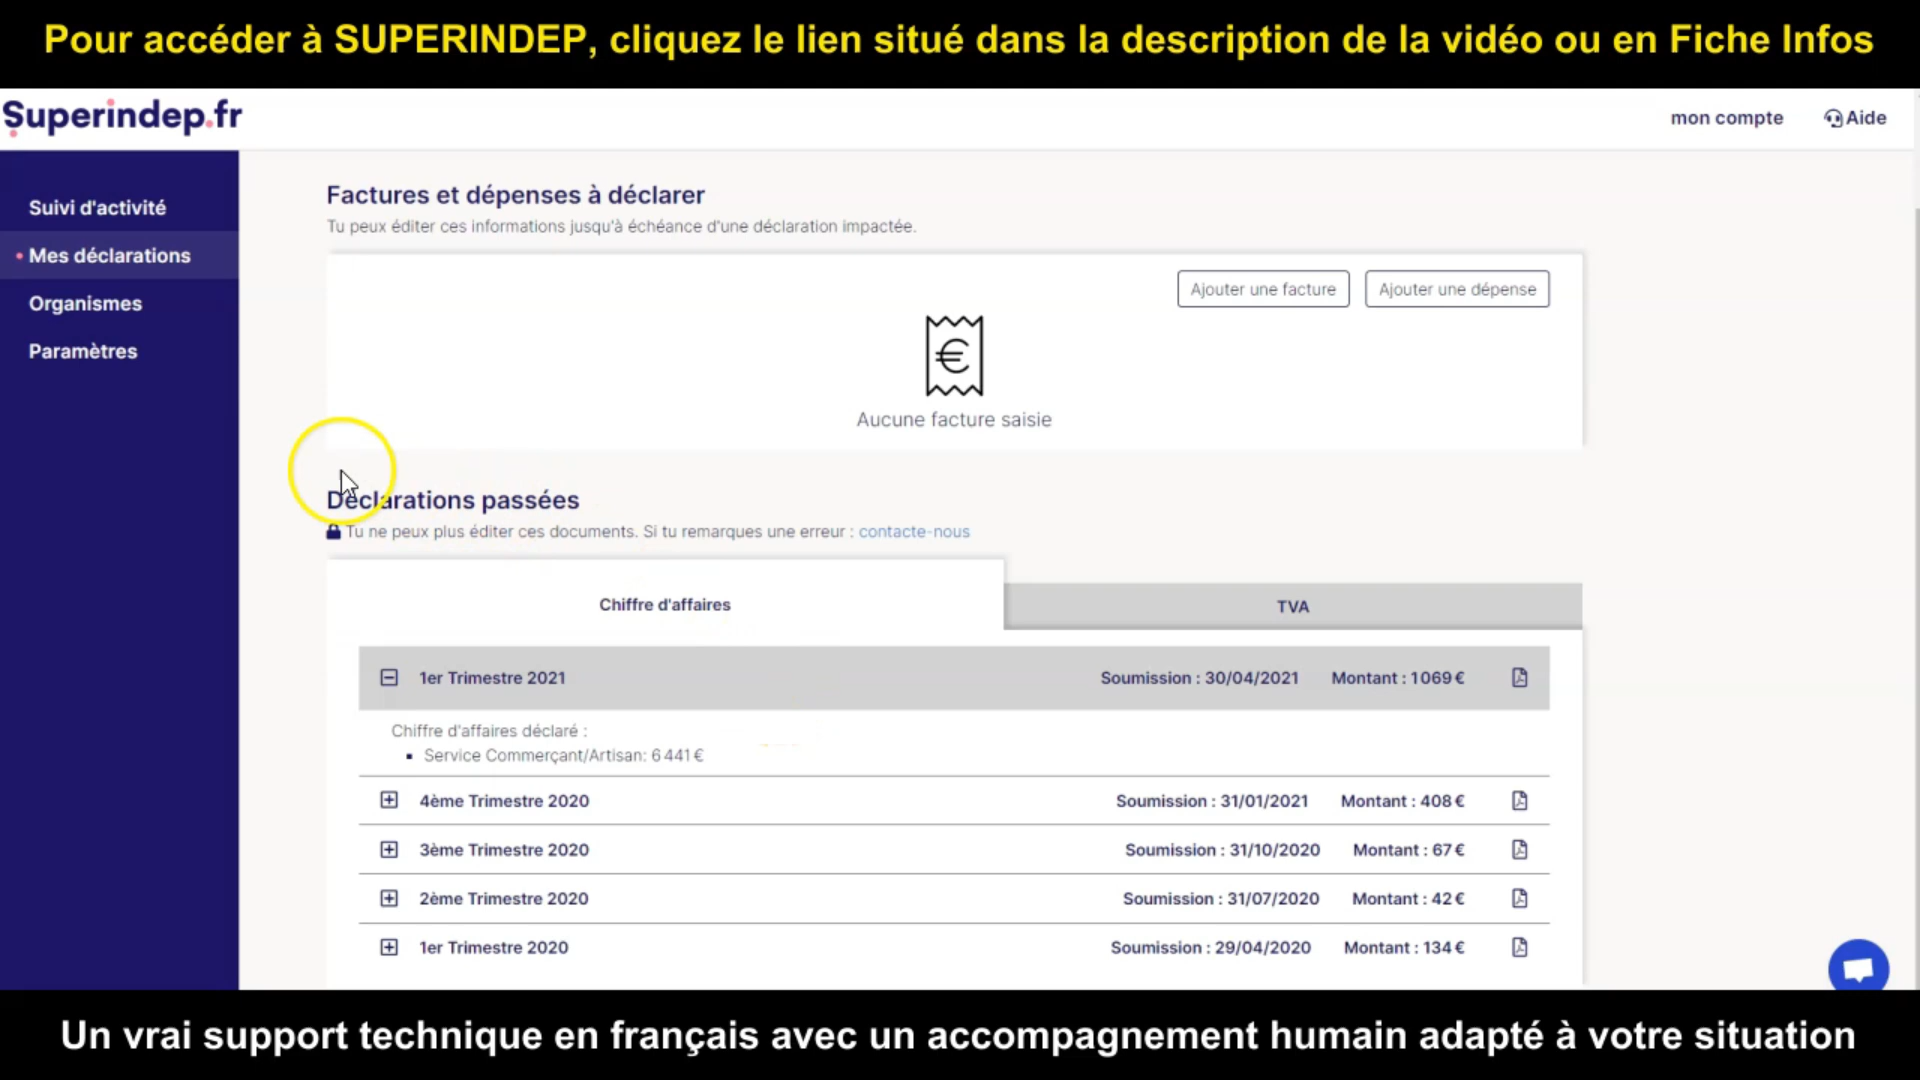 Pour accéder à SUPERINDEP, cliquez le lien situé dans la description de la vidéo ou en Fiche Infos
Superindep.fr
mon compte
Aide
Suivi d'activité
Mes déclarations
Organismes
Paramètres
Factures et dépenses à déclarer
Tu peux éditer ces informations jusqu'à échéance d'une déclaration impactée.
Ajouter une facture
Ajouter une dépense
€
Aucune facture saisie
Déclarations passées
Tu ne peux plus éditer ces documents. Si tu remarques une erreur : contacte-nous
Chiffre d'affaires
TVA
1er Trimestre 2021 Soumission : 30/04/2021 Montant : 1 069 €
Chiffre d'affaires déclaré :
▪ Service Commerçant/Artisan: 6 441 €
4ème Trimestre 2020 Soumission : 31/01/2021 Montant : 408 €
3ème Trimestre 2020 Soumission : 31/10/2020 Montant : 67 €
2ème Trimestre 2020 Soumission : 31/07/2020 Montant : 42 €
1er Trimestre 2020 Soumission : 29/04/2020 Montant : 134 €
Un vrai support technique en français avec un accompagnement humain adapté à votre situation